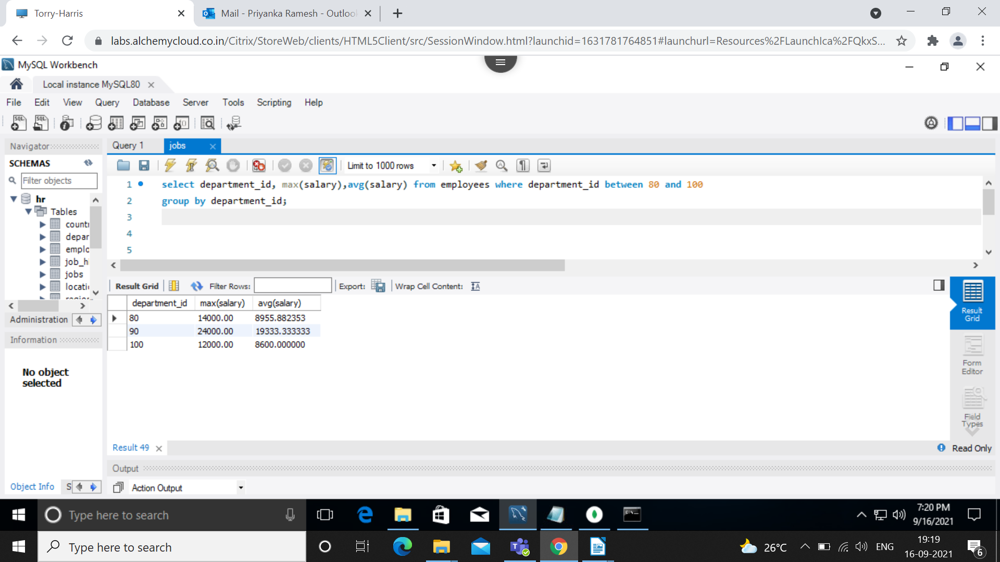 Torry-Harris
Mail - Priyanka Ramesh - Outlook
labs.alchemycloud.co.in/Citrix/StoreWeb/clients/HTML5Client/src/SessionWindow.html?launchid=1631781764851#launchurl=Resources%2FLaunchIca%2FQkxS...
MySQL Workbench
Local instance MySQL80
File Edit View Query Database Server Tools Scripting Help
Navigator
Query 1 jobs
SCHEMAS
Limit to 1000 rows
Filter objects
1 select department_id, max(salary),avg(salary) from employees where department_id between 80 and 100
2 group by department_id;
3
4
5
hr
Tables
countr
depar
emplo
job_hi
jobs
locati
region
Result Grid Filter Rows: Export: Wrap Cell Content:
department_id max(salary) avg(salary)
80 14000.00 8955.882353
90 24000.00 19333.333333
100 12000.00 8600.000000
Result
Grid
Form
Editor
Field
Types
Administration
Information
No object
selected
Result 49
Read Only
Output
Object Info S
Action Output
Type here to search
7:20 PM
9/16/2021
Type here to search
26°C
ENG
19:19
16-09-2021
6